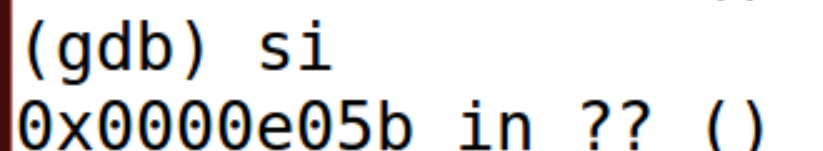 (gdb) si
0x0000e05b in ?? ()